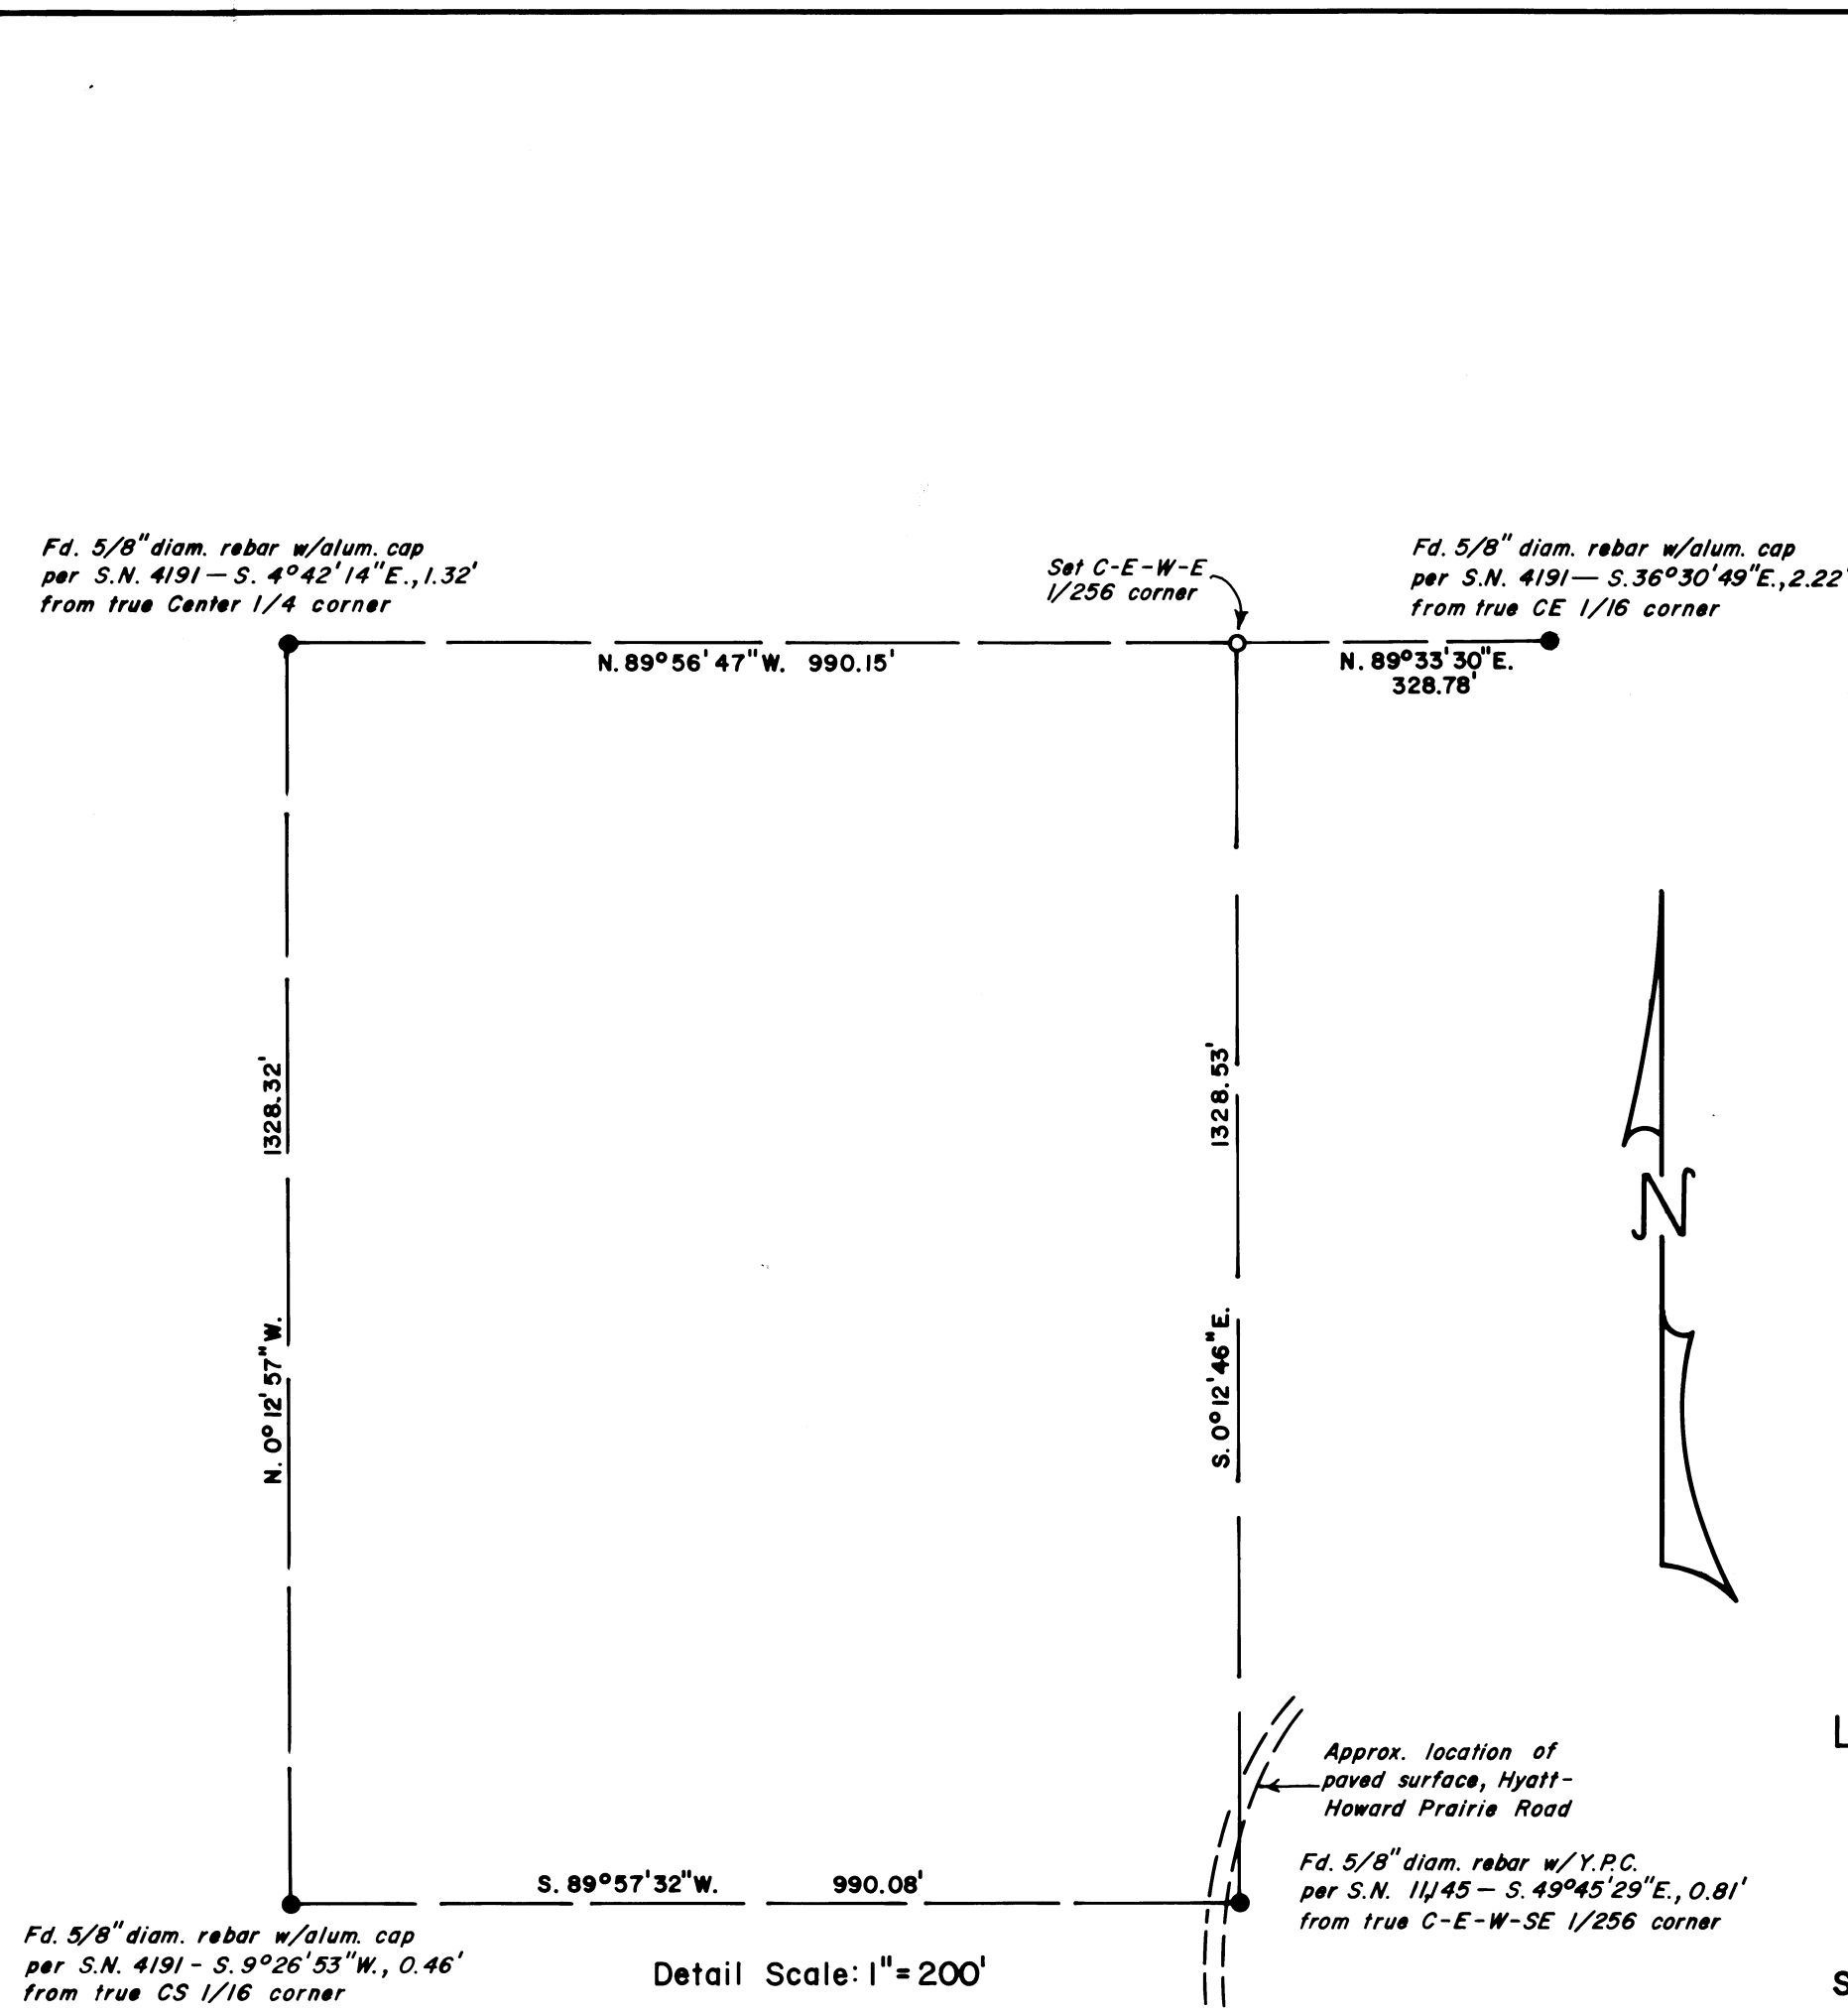 Fd. 5/8" diam. rebar w/alum. cap
per S.N. 4191 — S. 4°42'14"E., 1.32'
from true Center 1/4 corner
Set C-E-W-E
1/256 corner
Fd. 5/8" diam. rebar w/alum. cap
per S.N. 4191 — S. 36°30'49"E., 2.22'
from true CE 1/16 corner
N. 89°56'47"W. 990.15'
N. 89°33'30"E.
328.78'
N. 0°12'57"W. 1328.32'
S. 0°12'46"E. 1328.53'
N
Approx. location of
paved surface, Hyatt-
Howard Prairie Road
Fd. 5/8" diam. rebar w/Y.P.C.
per S.N. 11,145 — S. 49°45'29"E., 0.81'
from true C-E-W-SE 1/256 corner
S. 89°57'32"W. 990.08'
Fd. 5/8" diam. rebar w/alum. cap
per S.N. 4191 - S. 9°26'53"W., 0.46'
from true CS 1/16 corner
Detail Scale: 1"=200'